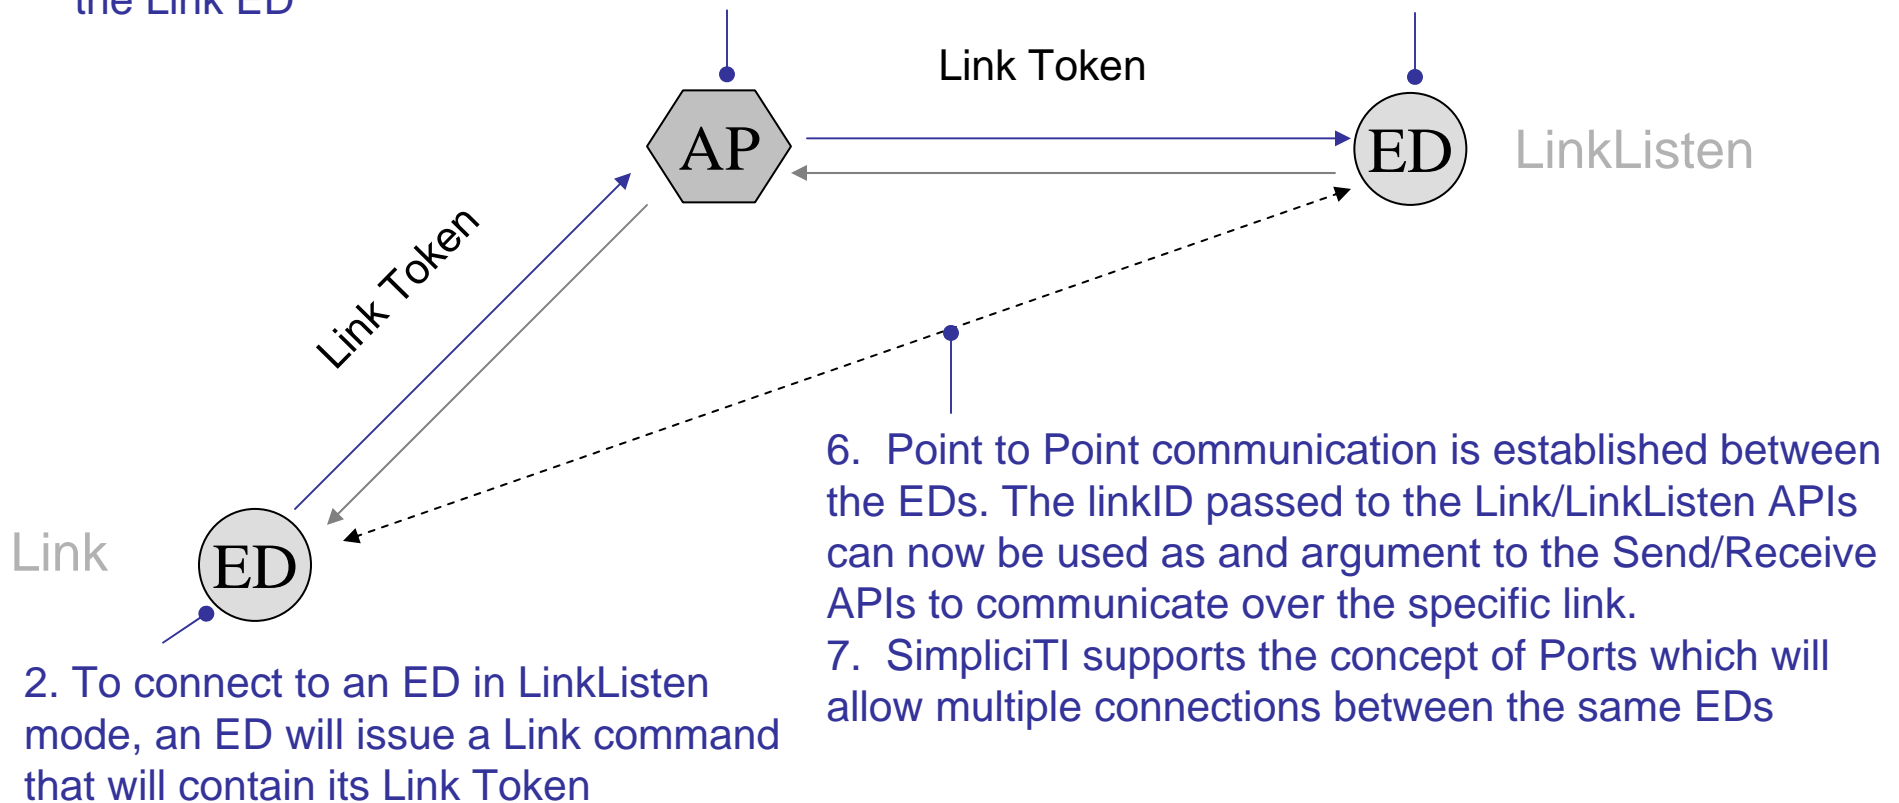 the Link ED
Link Token
AP
ED
LinkListen
Link Token
Link
ED
6.  Point to Point communication is established between
the EDs. The linkID passed to the Link/LinkListen APIs
can now be used as and argument to the Send/Receive
APIs to communicate over the specific link.
7.  SimpliciTI supports the concept of Ports which will
allow multiple connections between the same EDs
2. To connect to an ED in LinkListen
mode, an ED will issue a Link command
that will contain its Link Token